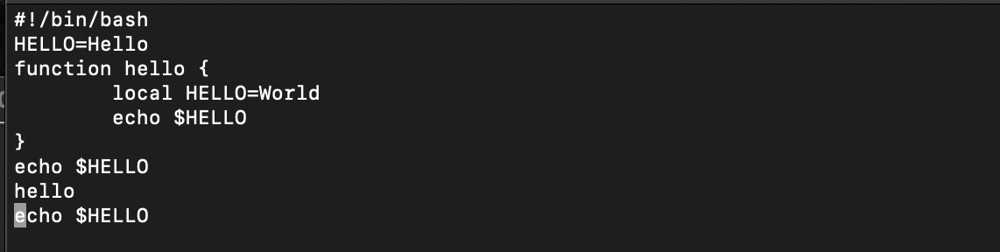 #!/bin/bash
HELLO=Hello
function hello {
        local HELLO=World
        echo $HELLO
}
echo $HELLO
hello
echo $HELLO